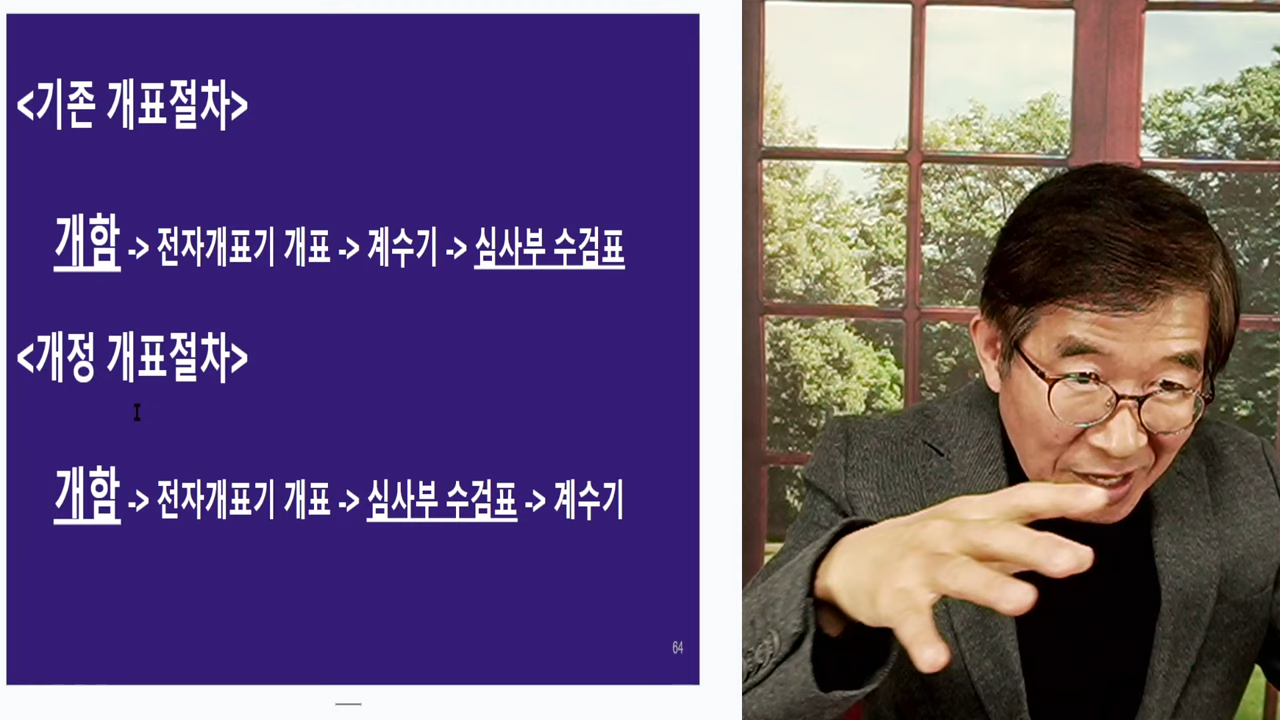 <기존 개표절차>
개함 -> 전자개표기 개표 -> 계수기 -> 심사부 수검표
<개정 개표절차>
개함 -> 전자개표기 개표 -> 심사부 수검표 -> 계수기
64